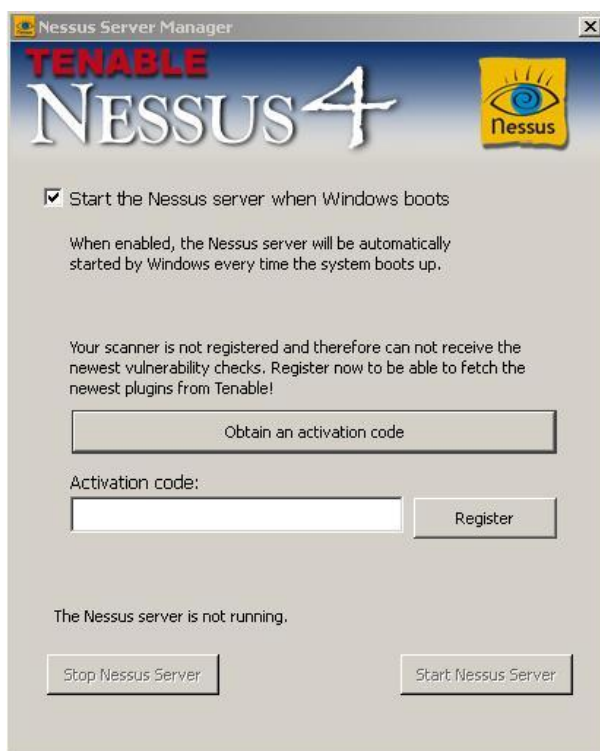 Nessus Server Manager
TENABLE
NESSUS 4
Nessus
Start the Nessus server when Windows boots
When enabled, the Nessus server will be automatically
started by Windows every time the system boots up.
Your scanner is not registered and therefore can not receive the
newest vulnerability checks. Register now to be able to fetch the
newest plugins from Tenable!
Obtain an activation code
Activation code:
Register
The Nessus server is not running.
Stop Nessus Server
Start Nessus Server